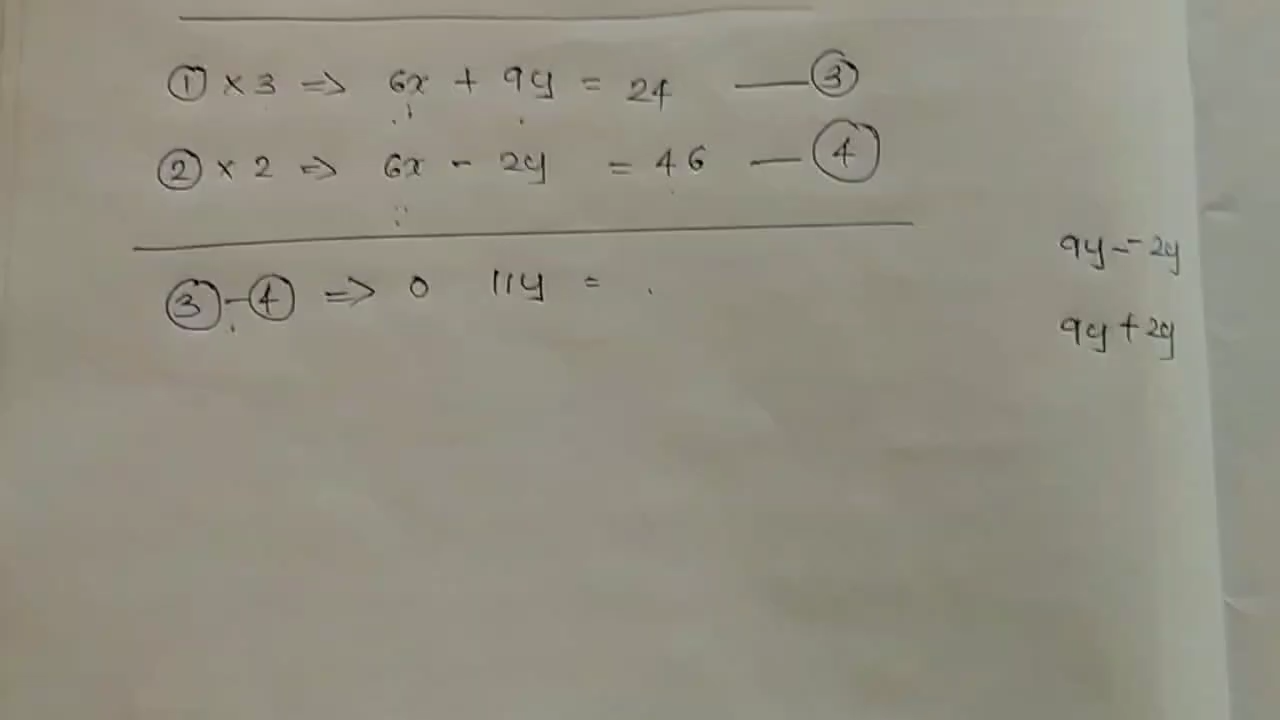 ① × 3 => 6x + 9y = 24 — ③
② × 2 => 6x - 2y = 46 — ④
③ - ④ => 0 11y =
9y - - 2y
9y + 2y